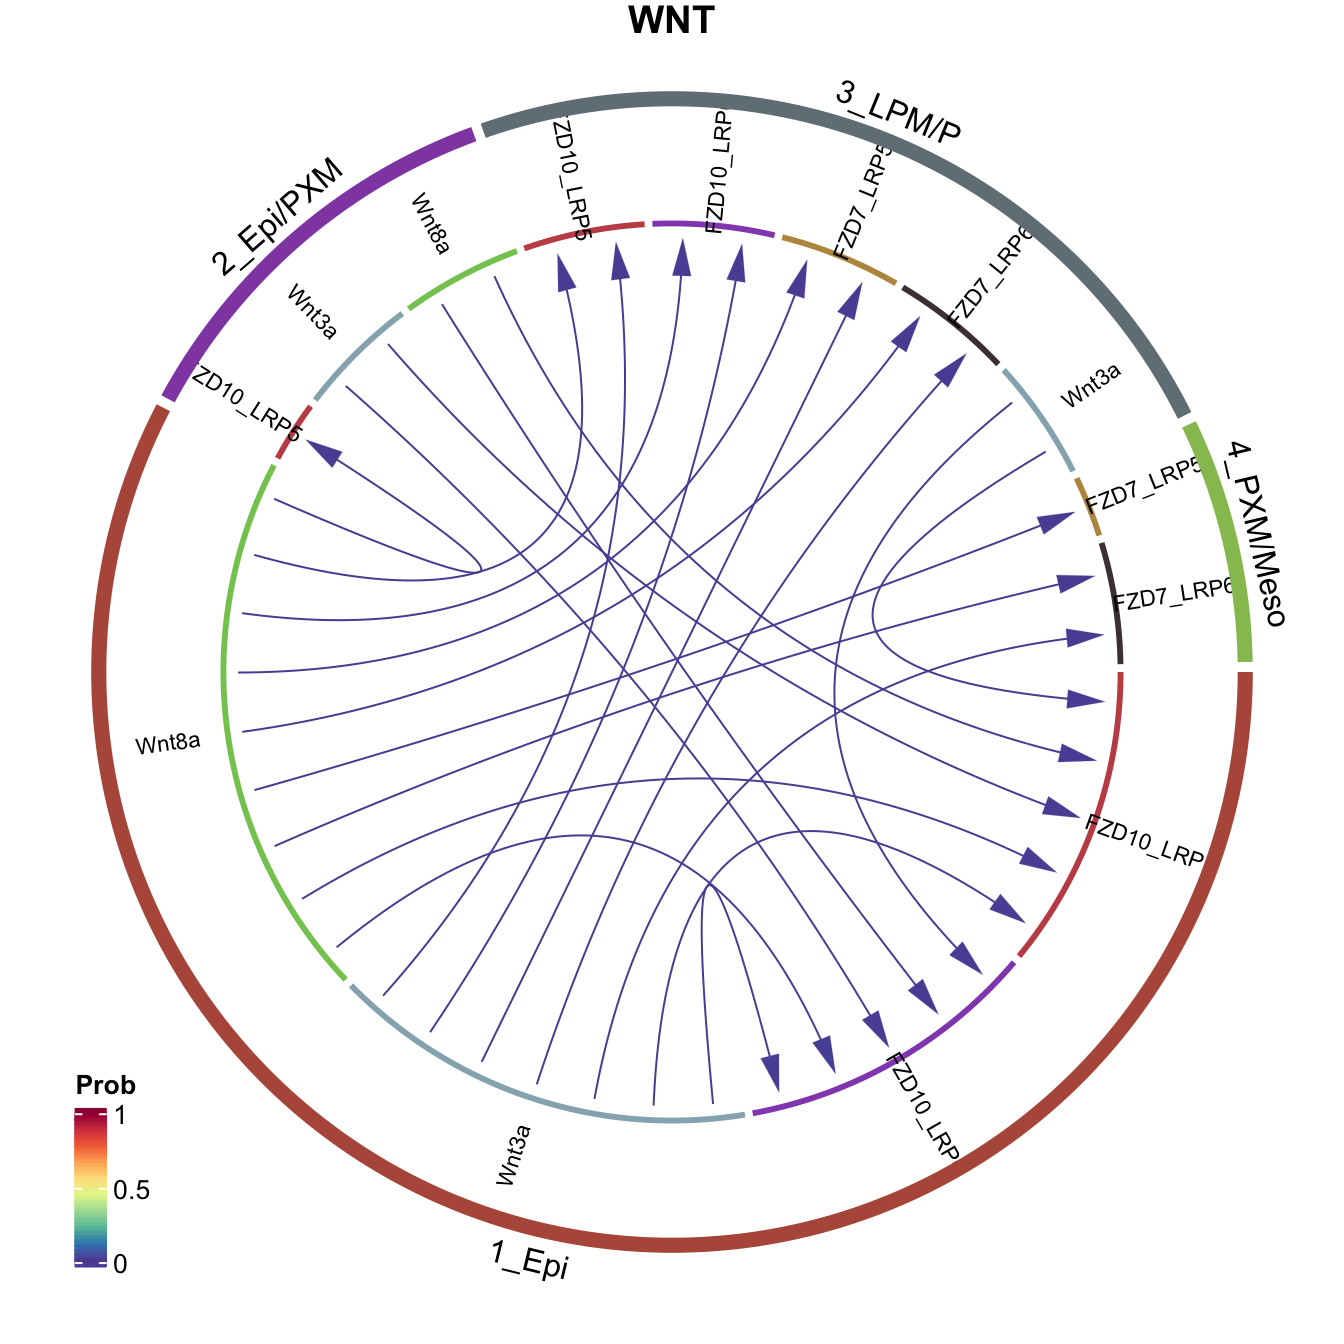 WNT
3_LPM/P
2_Epi/PXM
4_PXM/Meso
1_Epi
Wnt8a
ZD10_LRP5
FZD10_LRP
FZD7_LRP5
FZD7_LRP6
Wnt3a
Wnt3a
ZD10_LRP5
FZD7_LRP5
FZD7_LRP6
Wnt8a
FZD10_LRP
FZD10_LRP
Wnt3a
Prob
1
0.5
0